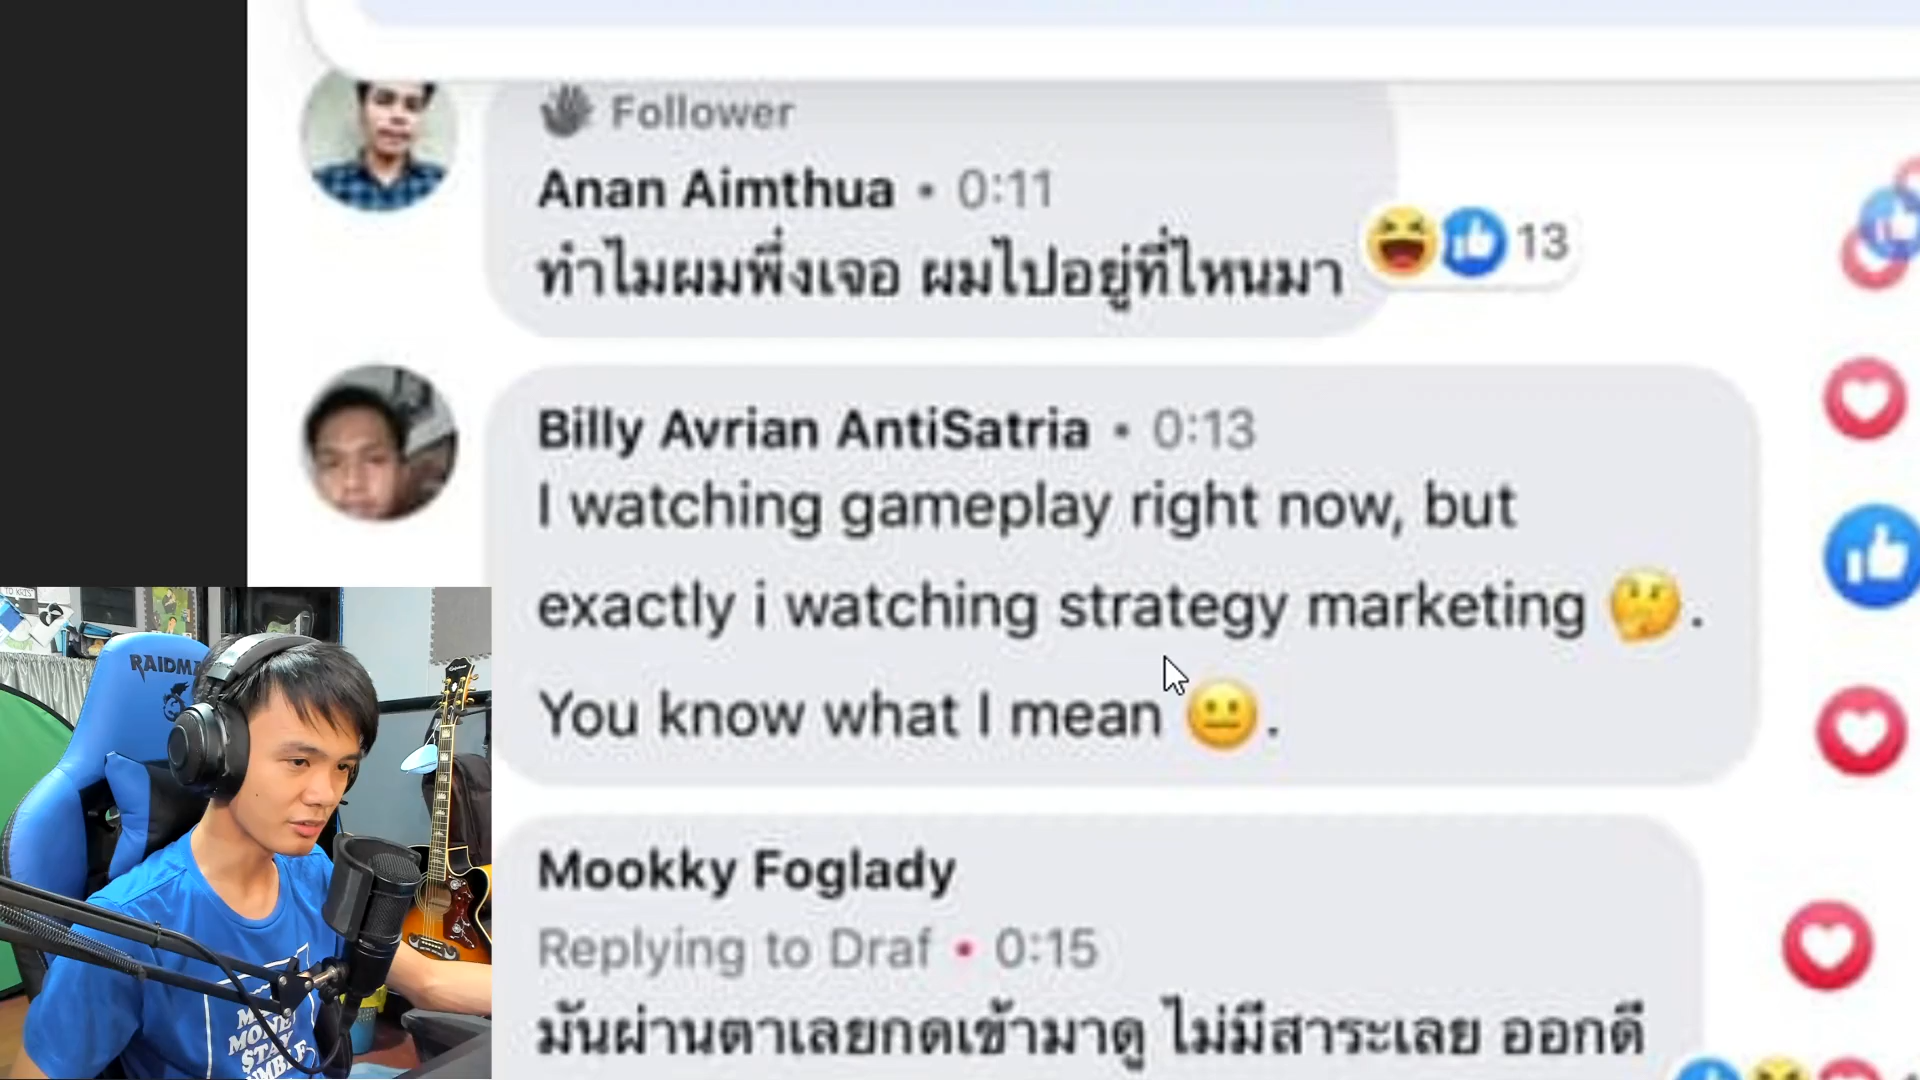 Follower
Anan Aimthua • 0:11
ทำไมผมพึ่งเจอ ผมไปอยู่ที่ไหนมา
13
Billy Avrian AntiSatria • 0:13
I watching gameplay right now, but
exactly i watching strategy marketing 🤔.
You know what I mean 😐.
Mookky Foglady
Replying to Draf • 0:15
มันผ่านตาเลยกดเข้ามาดู ไม่มีสาระเลย ออกดี
MONEY
STAY